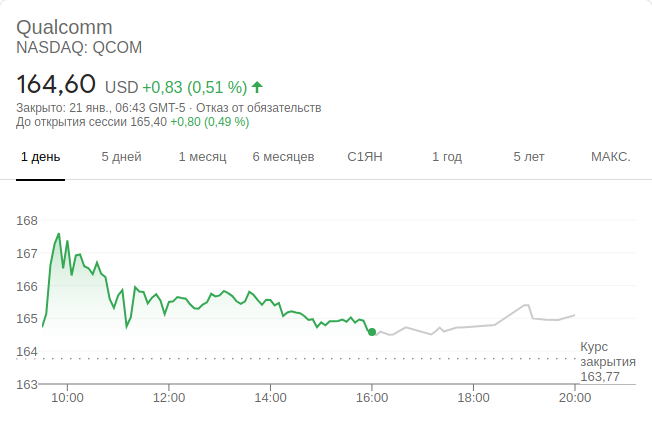 Qualcomm
NASDAQ: QCOM
164,60 USD +0,83 (0,51 %)
Закрыто: 21 янв., 06:43 GMT-5 · Отказ от обязательств
До открытия сессии 165,40 +0,80 (0,49 %)
1 день 5 дней 1 месяц 6 месяцев С1ЯН 1 год 5 лет МАКС.
168
167
166
165
164
163
Курс
закрытия
163,77
10:00 12:00 14:00 16:00 18:00 20:00